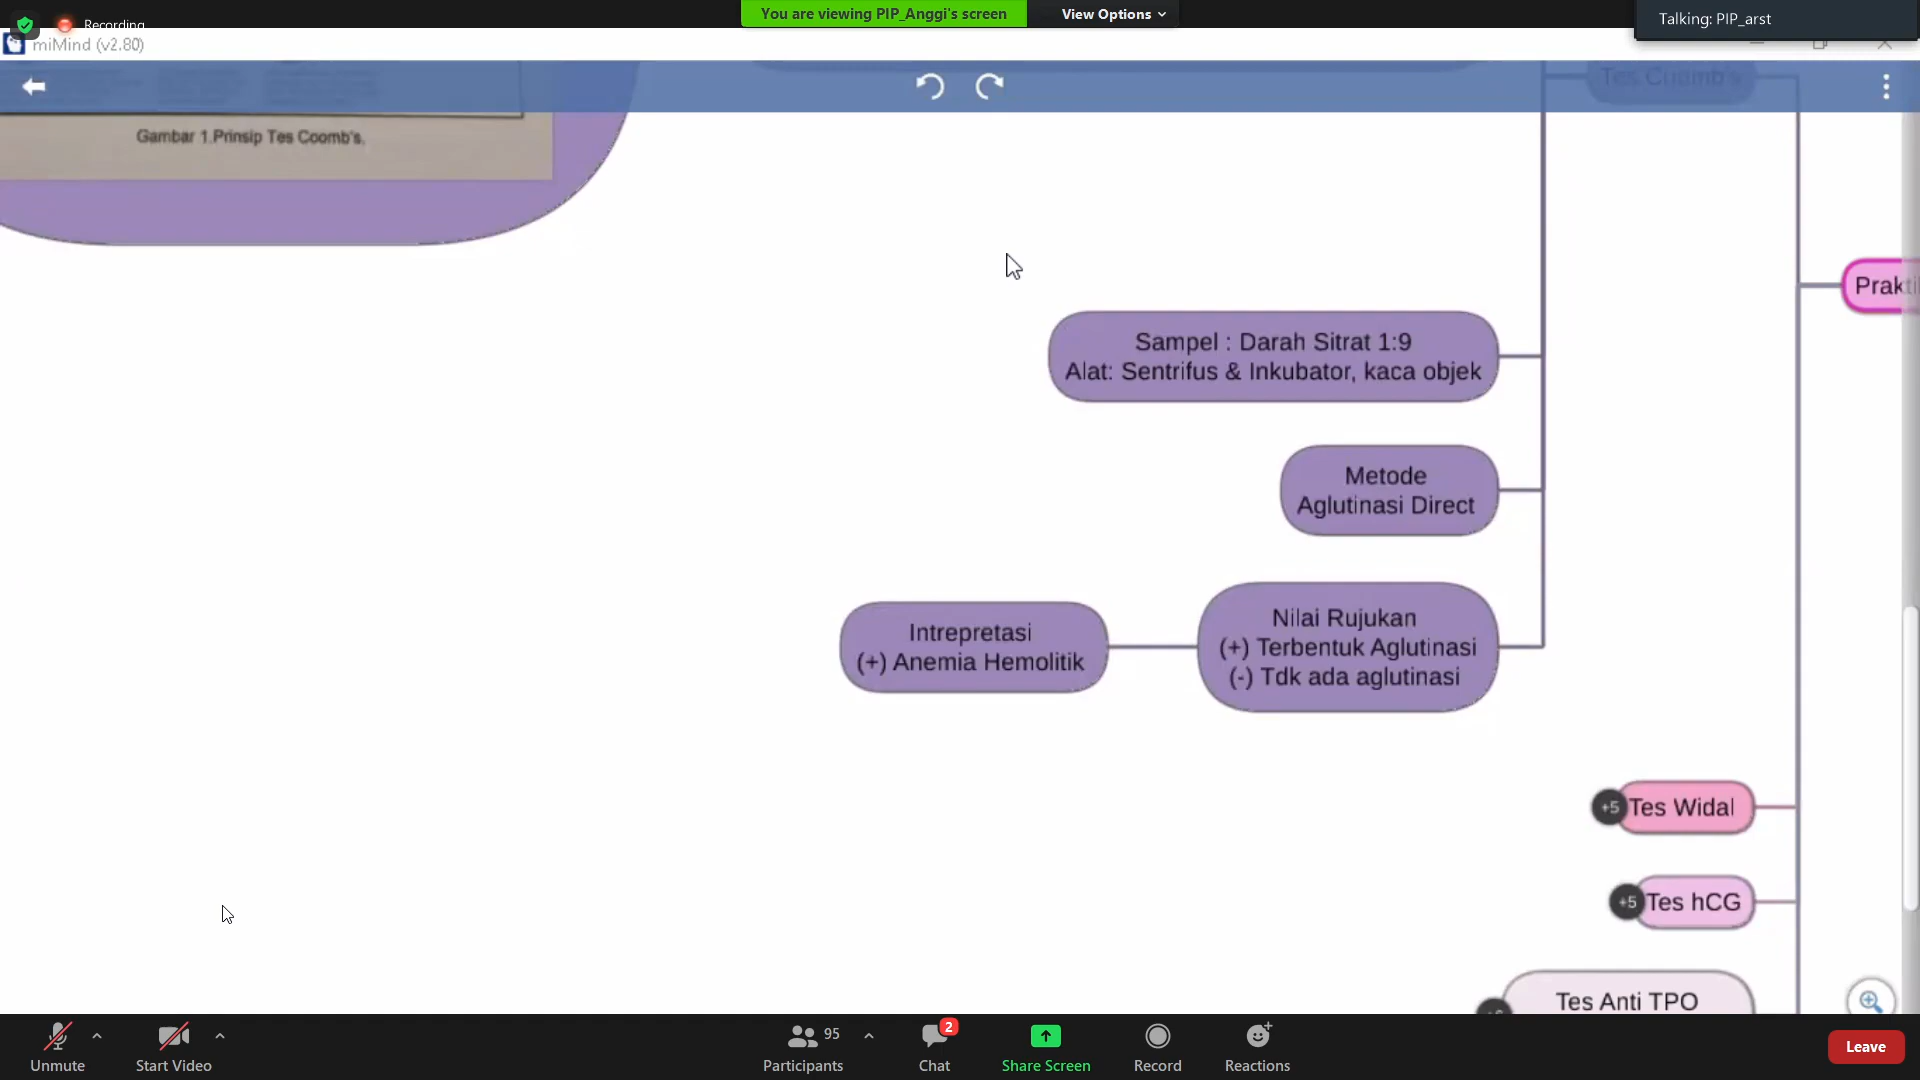 Recording
You are viewing PIP_Anggi's screen
View Options
Talking: PIP_arst
miMind (v2.80)
Tes Cuomb's
Gambar 1.Prinsip Tes Coomb's.
Prakti
Sampel : Darah Sitrat 1:9
Alat: Sentrifus & Inkubator, kaca objek
Metode
Aglutinasi Direct
Intrepretasi
(+) Anemia Hemolitik
Nilai Rujukan
(+) Terbentuk Aglutinasi
(-) Tdk ada aglutinasi
+5 Tes Widal
+5 Tes hCG
Tes Anti TPO
Unmute
Start Video
95
Participants
2
Chat
Share Screen
Record
Reactions
Leave